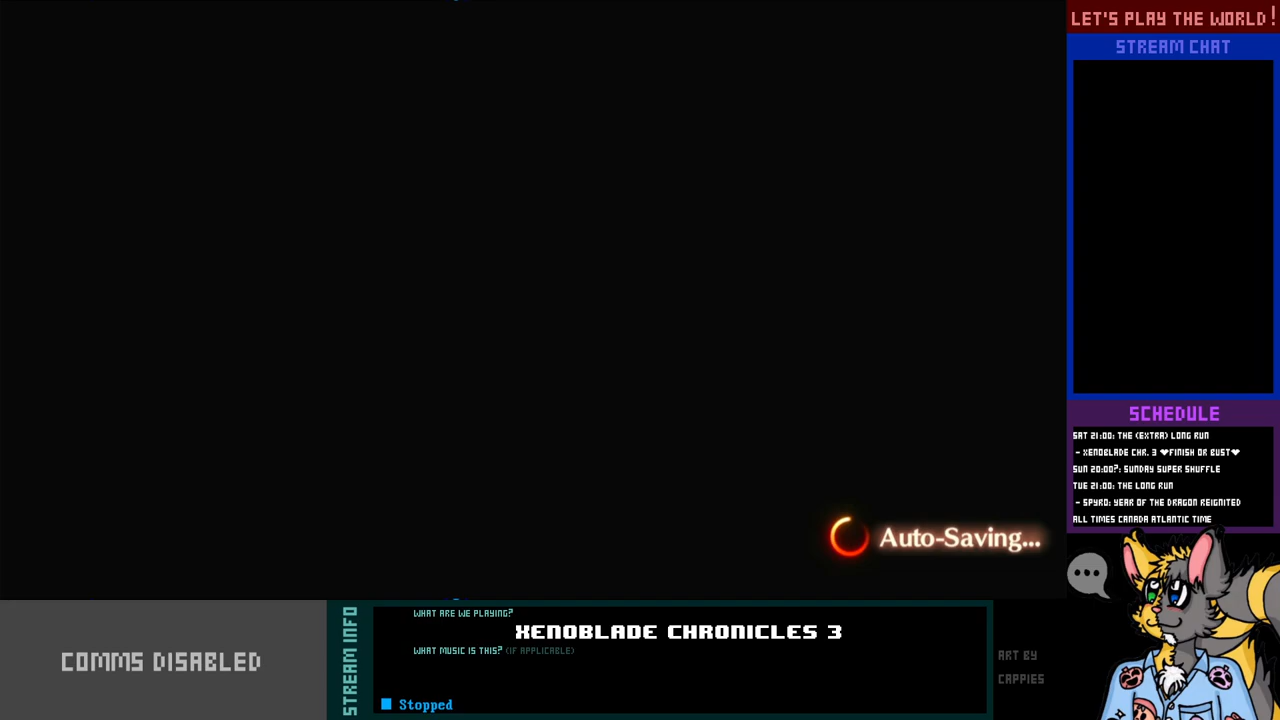 LET'S PLAY THE WORLD!
STREAM CHAT
SCHEDULE
SAT 21:00: THE (EXTRA) LONG RUN
- XENOBLADE CHR. 3 ❤FINISH OR BUST❤
SUN 20:00?: SUNDAY SUPER SHUFFLE
TUE 21:00: THE LONG RUN
- SPYRO: YEAR OF THE DRAGON REIGNITED
ALL TIMES CANADA ATLANTIC TIME
Auto-Saving...
COMMS DISABLED
STREAM INFO
WHAT ARE WE PLAYING?
XENOBLADE CHRONICLES 3
WHAT MUSIC IS THIS? (IF APPLICABLE)
Stopped
ART BY
CAPPIES